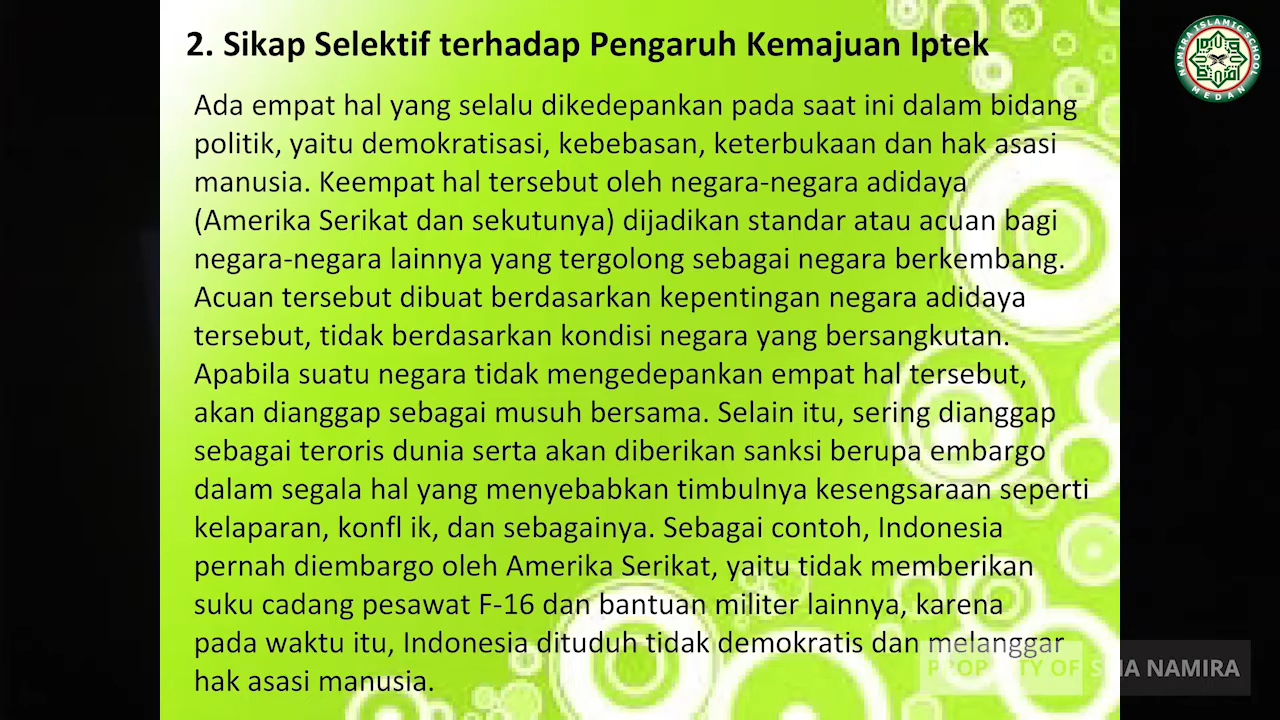 2. Sikap Selektif terhadap Pengaruh Kemajuan Iptek
Ada empat hal yang selalu dikedepankan pada saat ini dalam bidang
politik, yaitu demokratisasi, kebebasan, keterbukaan dan hak asasi
manusia. Keempat hal tersebut oleh negara-negara adidaya
(Amerika Serikat dan sekutunya) dijadikan standar atau acuan bagi
negara-negara lainnya yang tergolong sebagai negara berkembang.
Acuan tersebut dibuat berdasarkan kepentingan negara adidaya
tersebut, tidak berdasarkan kondisi negara yang bersangkutan.
Apabila suatu negara tidak mengedepankan empat hal tersebut,
akan dianggap sebagai musuh bersama. Selain itu, sering dianggap
sebagai teroris dunia serta akan diberikan sanksi berupa embargo
dalam segala hal yang menyebabkan timbulnya kesengsaraan seperti
kelaparan, konfl ik, dan sebagainya. Sebagai contoh, Indonesia
pernah diembargo oleh Amerika Serikat, yaitu tidak memberikan
suku cadang pesawat F-16 dan bantuan militer lainnya, karena
pada waktu itu, Indonesia dituduh tidak demokratis dan melanggar
hak asasi manusia.
NAMIRA ISLAMIC SCHOOL
MEDAN
PROPERTY OF SMA NAMIRA